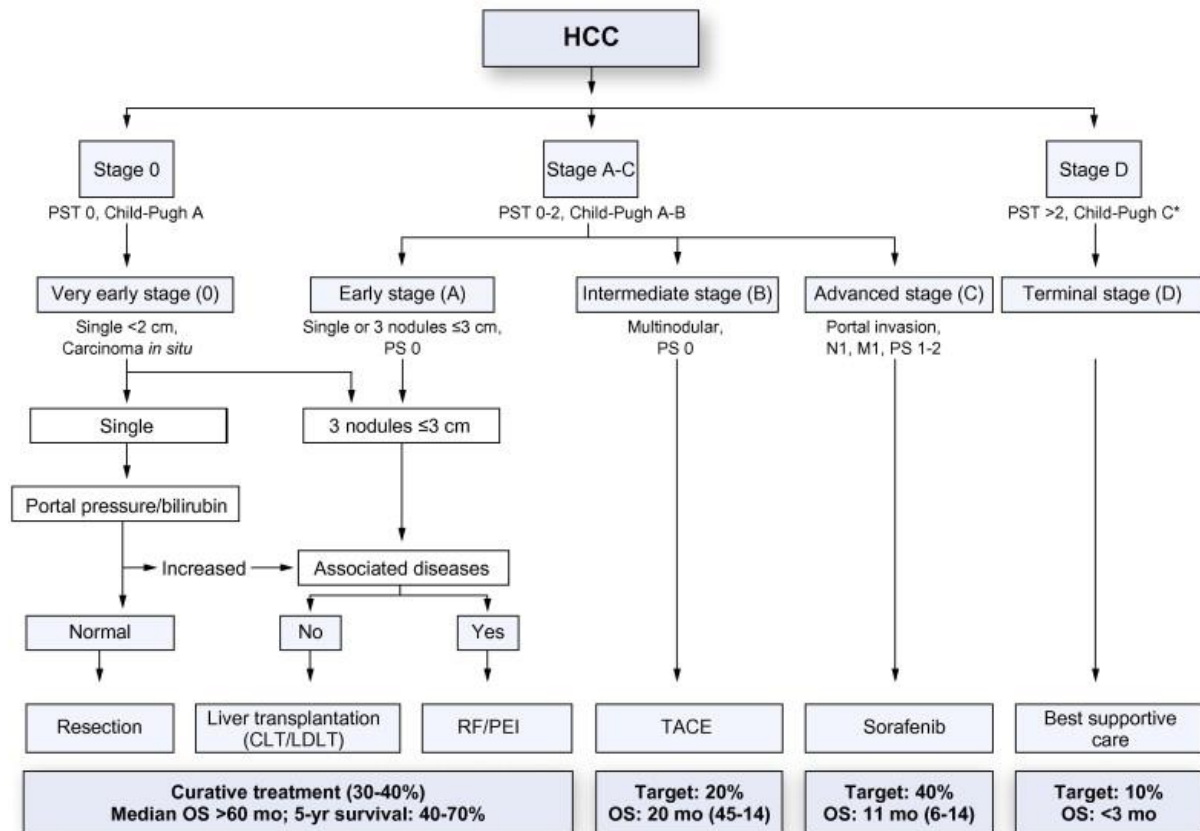 HCC
Stage 0
Stage A-C
Stage D
PST 0, Child-Pugh A
PST 0-2, Child-Pugh A-B
PST >2, Child-Pugh C*
Very early stage (0)
Early stage (A)
Intermediate stage (B)
Advanced stage (C)
Terminal stage (D)
Single <2 cm,
Carcinoma in situ
Single or 3 nodules ≤3 cm,
PS 0
Multinodular,
PS 0
Portal invasion,
N1, M1, PS 1-2
Single
3 nodules ≤3 cm
Portal pressure/bilirubin
Increased
Associated diseases
Normal
No
Yes
Resection
Liver transplantation
(CLT/LDLT)
RF/PEI
TACE
Sorafenib
Best supportive
care
Curative treatment (30-40%)
Median OS >60 mo; 5-yr survival: 40-70%
Target: 20%
OS: 20 mo (45-14)
Target: 40%
OS: 11 mo (6-14)
Target: 10%
OS: <3 mo